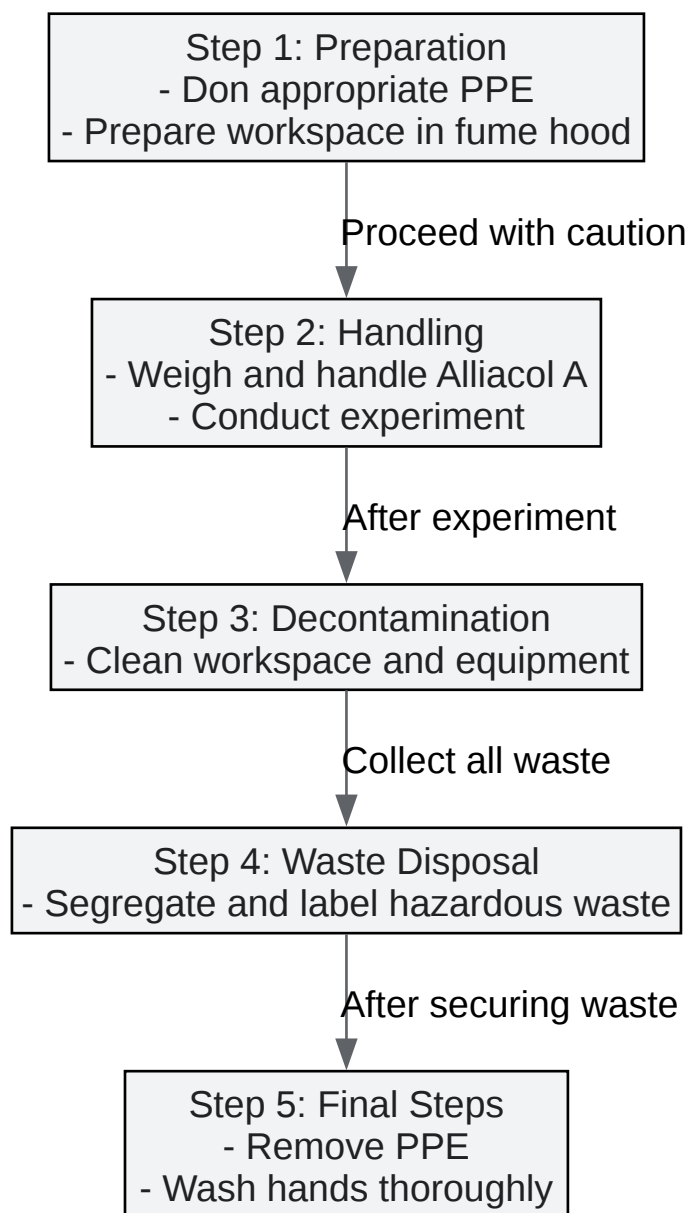 Step 1: Preparation
- Don appropriate PPE
- Prepare workspace in fume hood
Proceed with caution
Step 2: Handling
- Weigh and handle Alliacol A
- Conduct experiment
After experiment
Step 3: Decontamination
- Clean workspace and equipment
Collect all waste
Step 4: Waste Disposal
- Segregate and label hazardous waste
After securing waste
Step 5: Final Steps
- Remove PPE
- Wash hands thoroughly